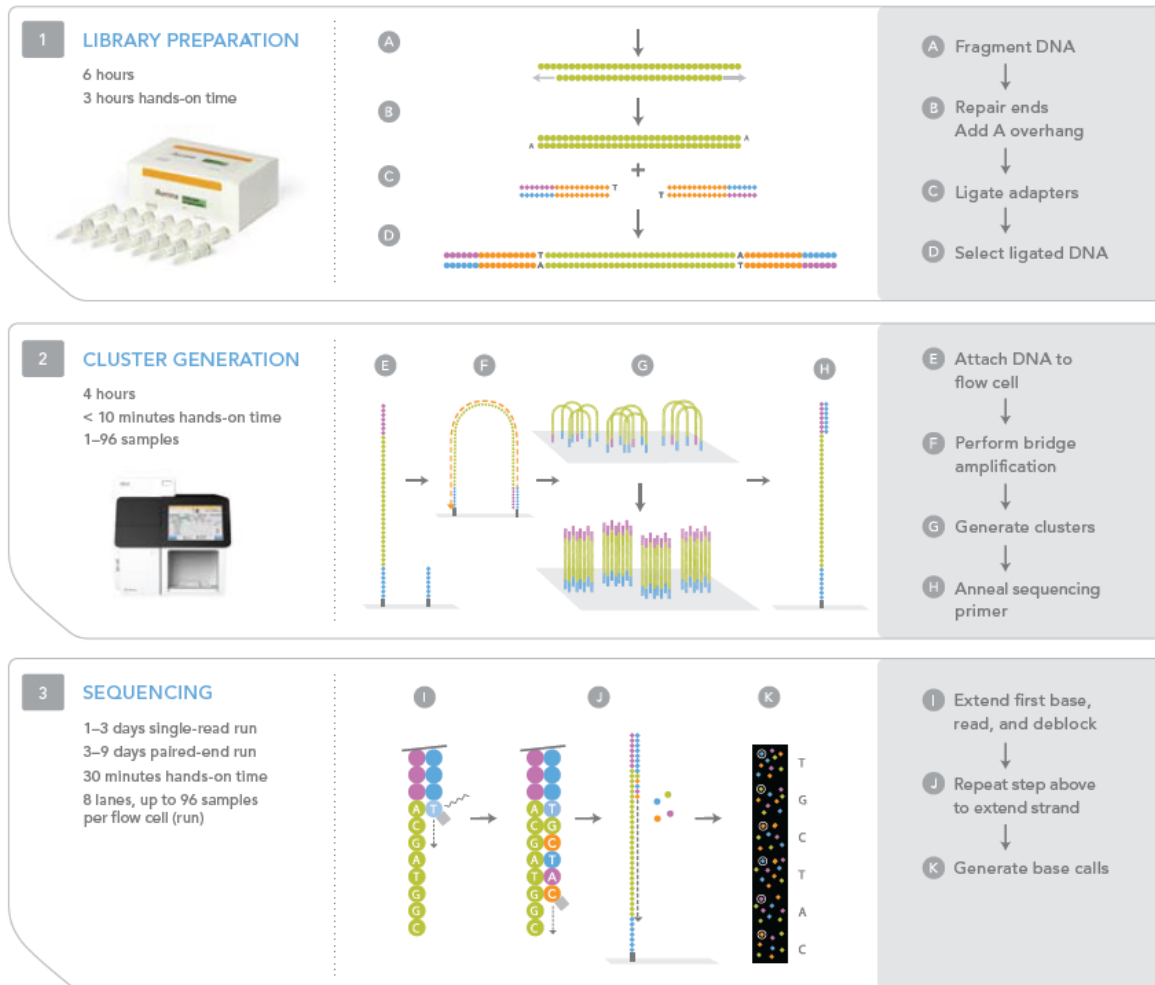 1
LIBRARY PREPARATION
6 hours
3 hours hands-on time
A
B
A
A
C
T
T
D
T
A
A
T
A Fragment DNA
B Repair ends
Add A overhang
C Ligate adapters
D Select ligated DNA
2
CLUSTER GENERATION
4 hours
< 10 minutes hands-on time
1–96 samples
E
F
G
H
E Attach DNA to
flow cell
F Perform bridge
amplification
G Generate clusters
H Anneal sequencing
primer
3
SEQUENCING
1–3 days single-read run
3–9 days paired-end run
30 minutes hands-on time
8 lanes, up to 96 samples
per flow cell (run)
I
A T
C
G
A
T
G
G
C
J
A T
C G
G C
A T
T A
G C
G
C
K
T
G
C
T
A
C
I Extend first base,
read, and deblock
J Repeat step above
to extend strand
K Generate base calls